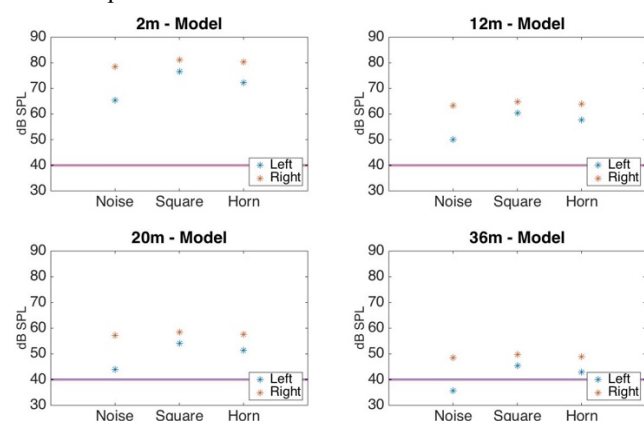 2m - Model
90
80
70
60
50
40
30
dB SPL
Noise Square Horn
Left
Right
12m - Model
90
80
70
60
50
40
30
dB SPL
Noise Square Horn
Left
Right
20m - Model
90
80
70
60
50
40
30
dB SPL
Noise Square Horn
Left
Right
36m - Model
90
80
70
60
50
40
30
dB SPL
Noise Square Horn
Left
Right